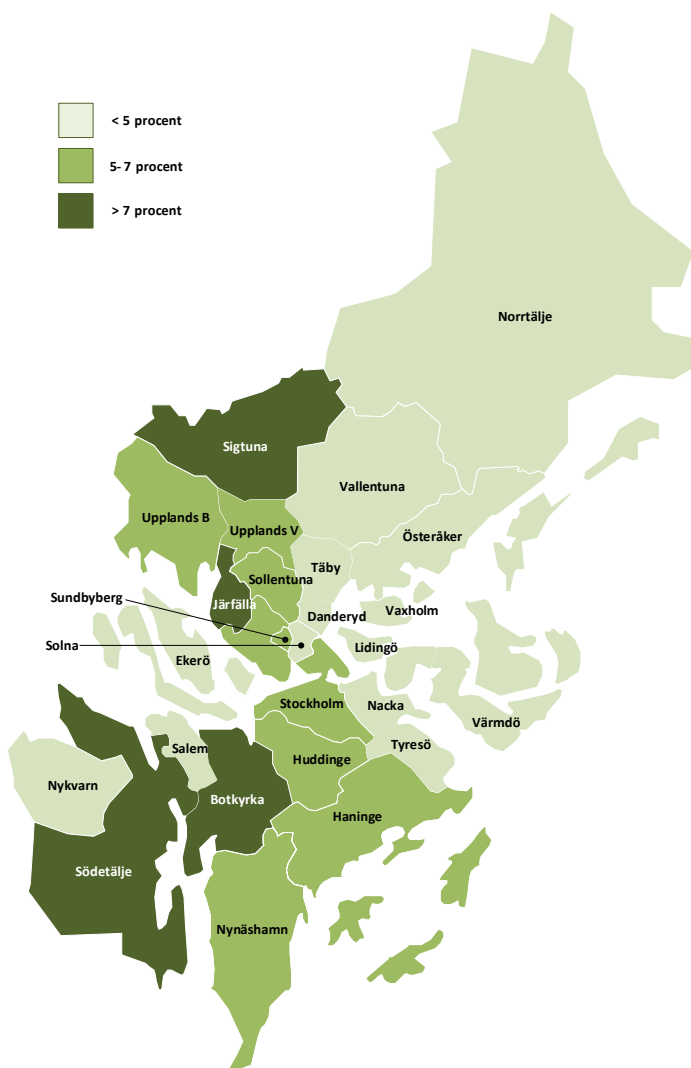 < 5 procent
5- 7 procent
> 7 procent
Norrtälje
Sigtuna
Vallentuna
Upplands B
Upplands V
Österåker
Täby
Sollentuna
Sundbyberg
Järfälla
Danderyd
Vaxholm
Solna
Lidingö
Ekerö
Stockholm
Nacka
Värmdö
Salem
Tyresö
Huddinge
Nykvarn
Botkyrka
Haninge
Södetälje
Nynäshamn